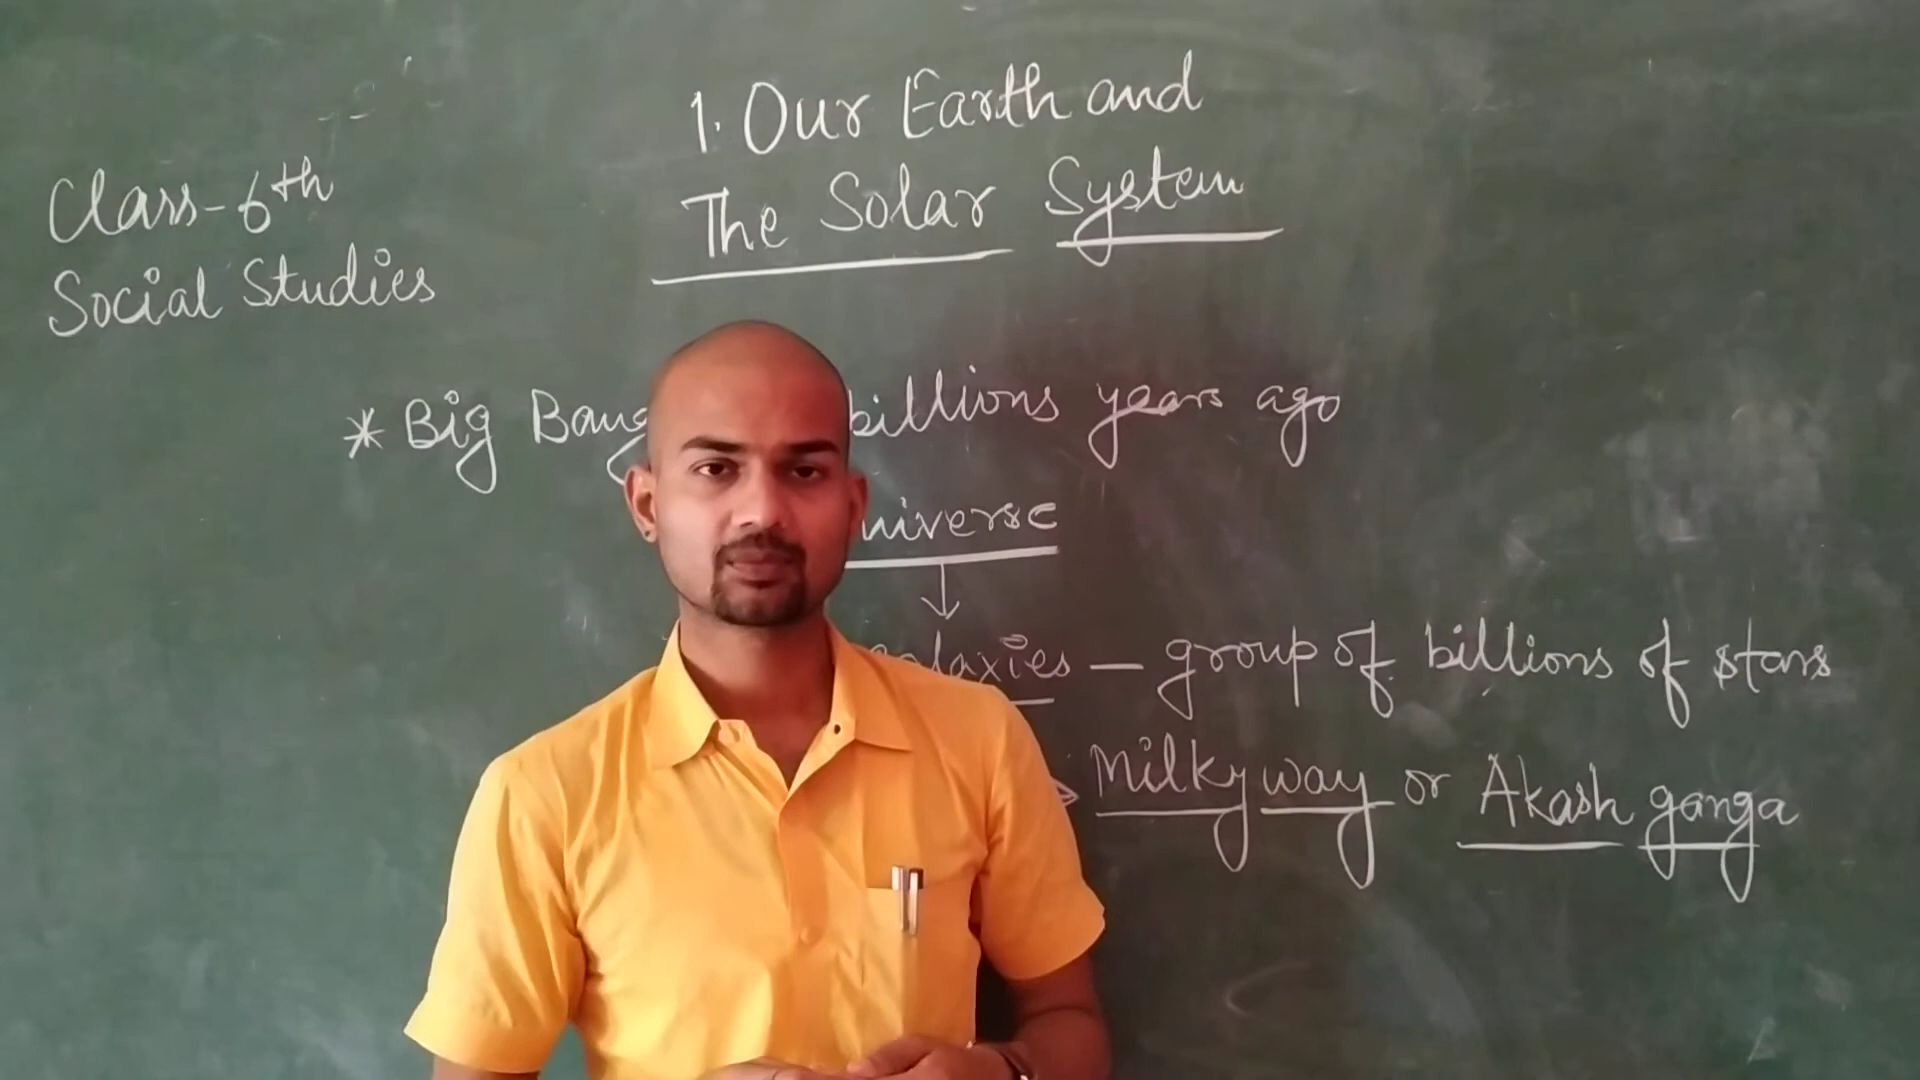 1. Our Earth and
The Solar System
Class-6th
Social Studies
* Big Bang billions years ago
niverse
Galaxies — group of billions of stars
Milky way or Akash ganga